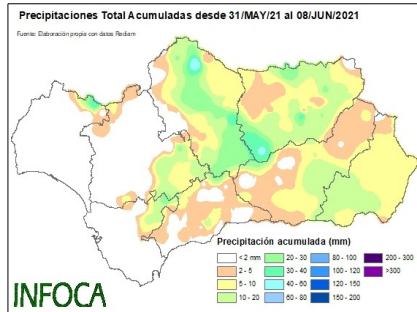 Precipitaciones Total Acumuladas desde 31/MAY/21 al 08/JUN/2021
Fuente: Elaboración propia con datos Rediam
Precipitación acumulada (mm)
< 2 mm 20 - 30 80 - 100 200 - 300
2 - 5 30 - 40 100 - 120 >300
5 - 10 40 - 60 120 - 150
10 - 20 60 - 80 150 - 200
INFOCA